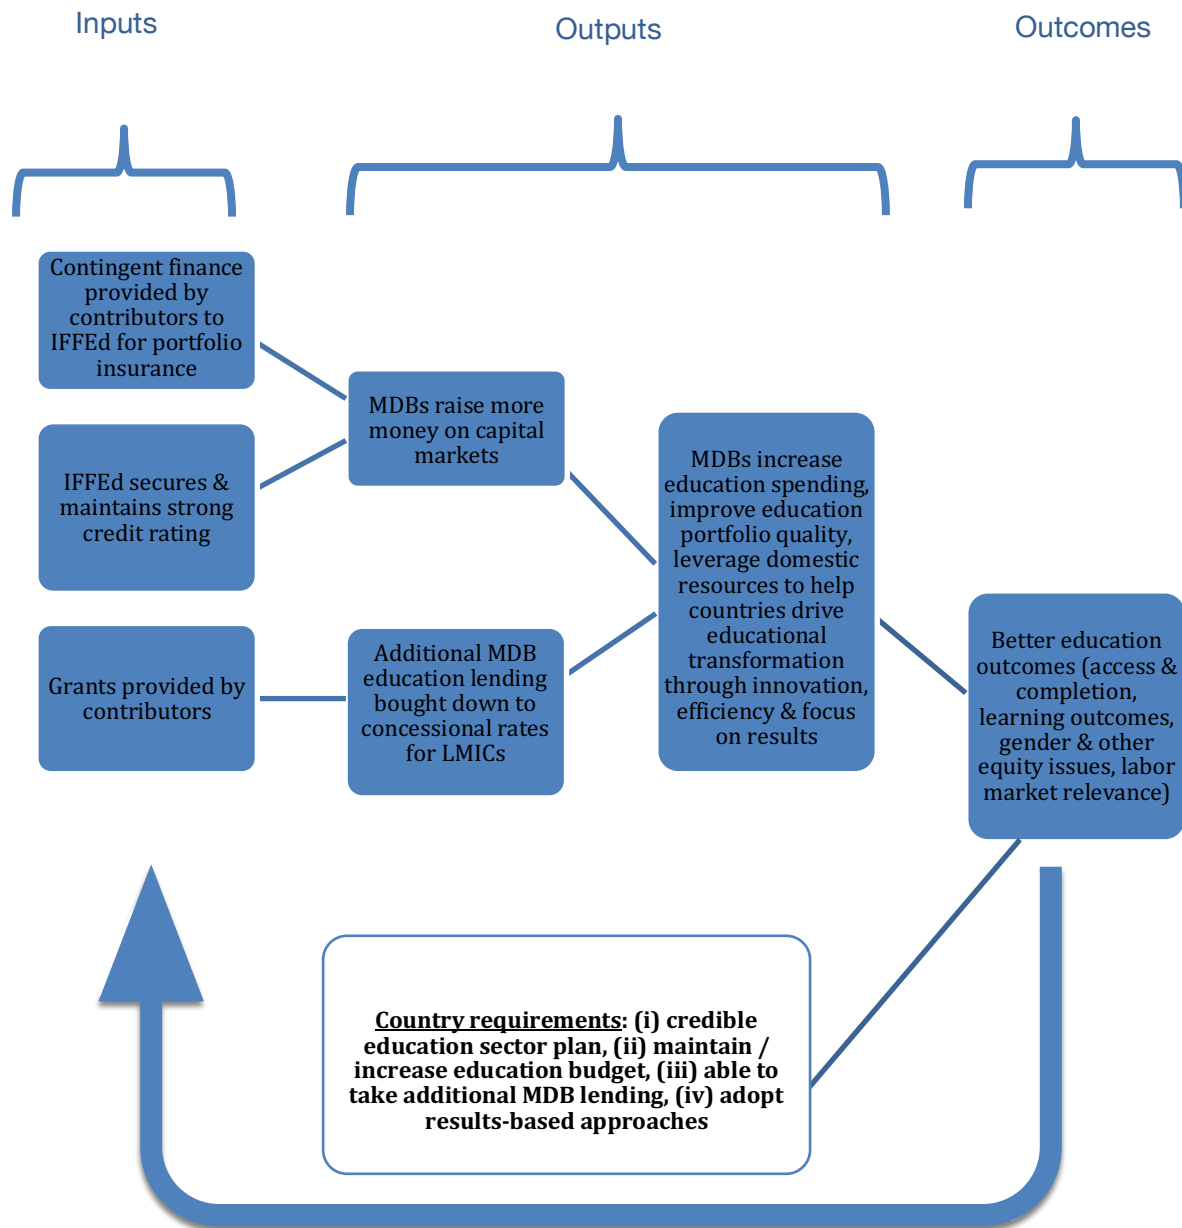 Inputs
Outputs
Outcomes
Contingent finance
provided by
contributors to
IFFEd for portfolio
insurance
IFFEd secures &
maintains strong
credit rating
Grants provided by
contributors
MDBs raise more
money on capital
markets
Additional MDB
education lending
bought down to
concessional rates
for LMICs
MDBs increase
education spending,
improve education
portfolio quality,
leverage domestic
resources to help
countries drive
educational
transformation
through innovation,
efficiency & focus
on results
Better education
outcomes (access &
completion,
learning outcomes,
gender & other
equity issues, labor
market relevance)
Country requirements: (i) credible
education sector plan, (ii) maintain /
increase education budget, (iii) able to
take additional MDB lending, (iv) adopt
results-based approaches